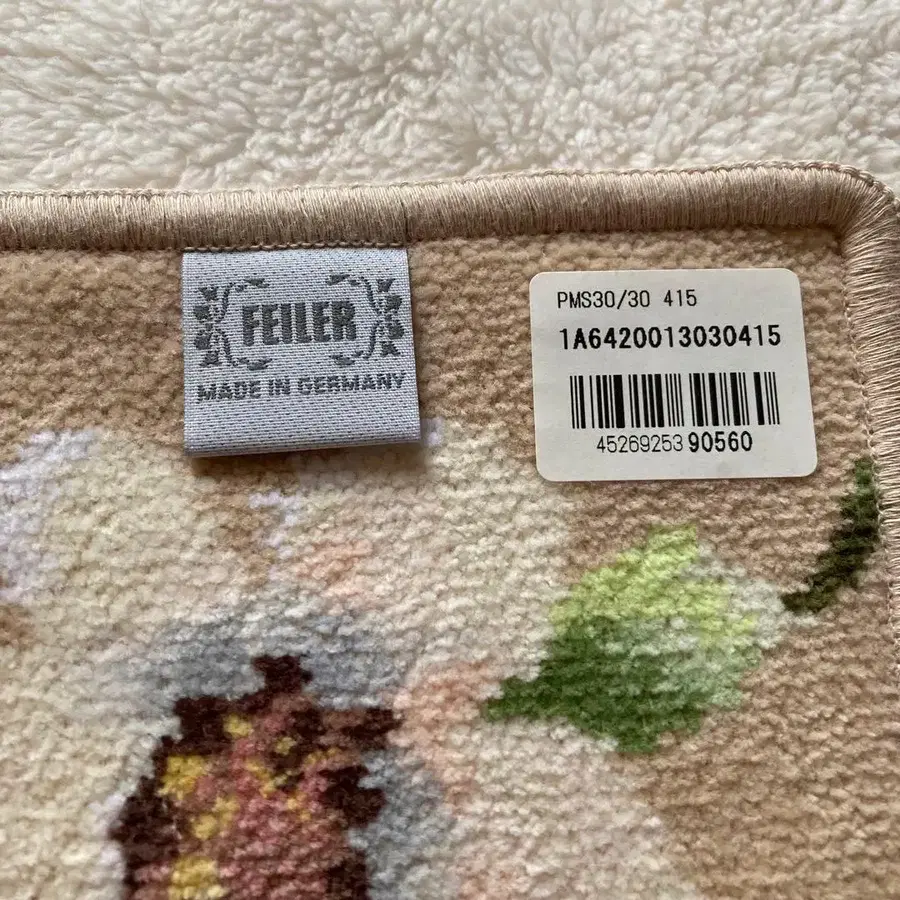 FEILER
MADE IN GERMANY
PMS30/30 415
1A6420013030415
4526925390560